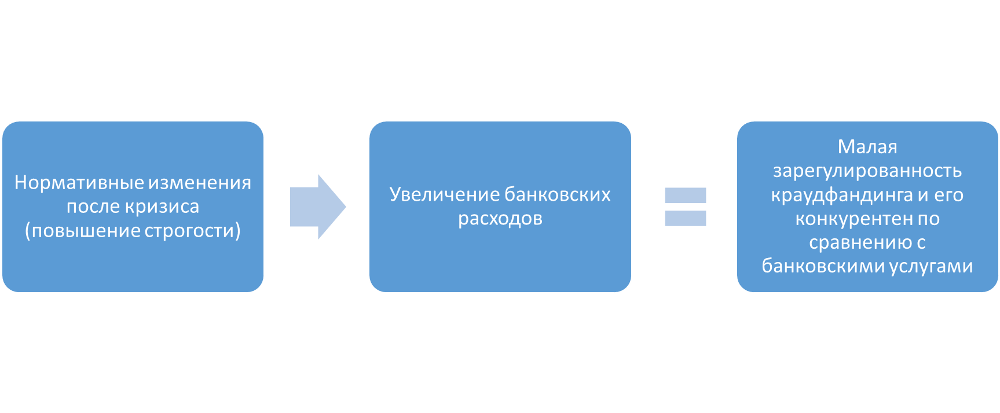 Нормативные изменения
после кризиса
(повышение строгости)
Увеличение банковских
расходов
Малая
зарегулированность
краудфандинга и его
конкурентен по
сравнению с
банковскими услугами